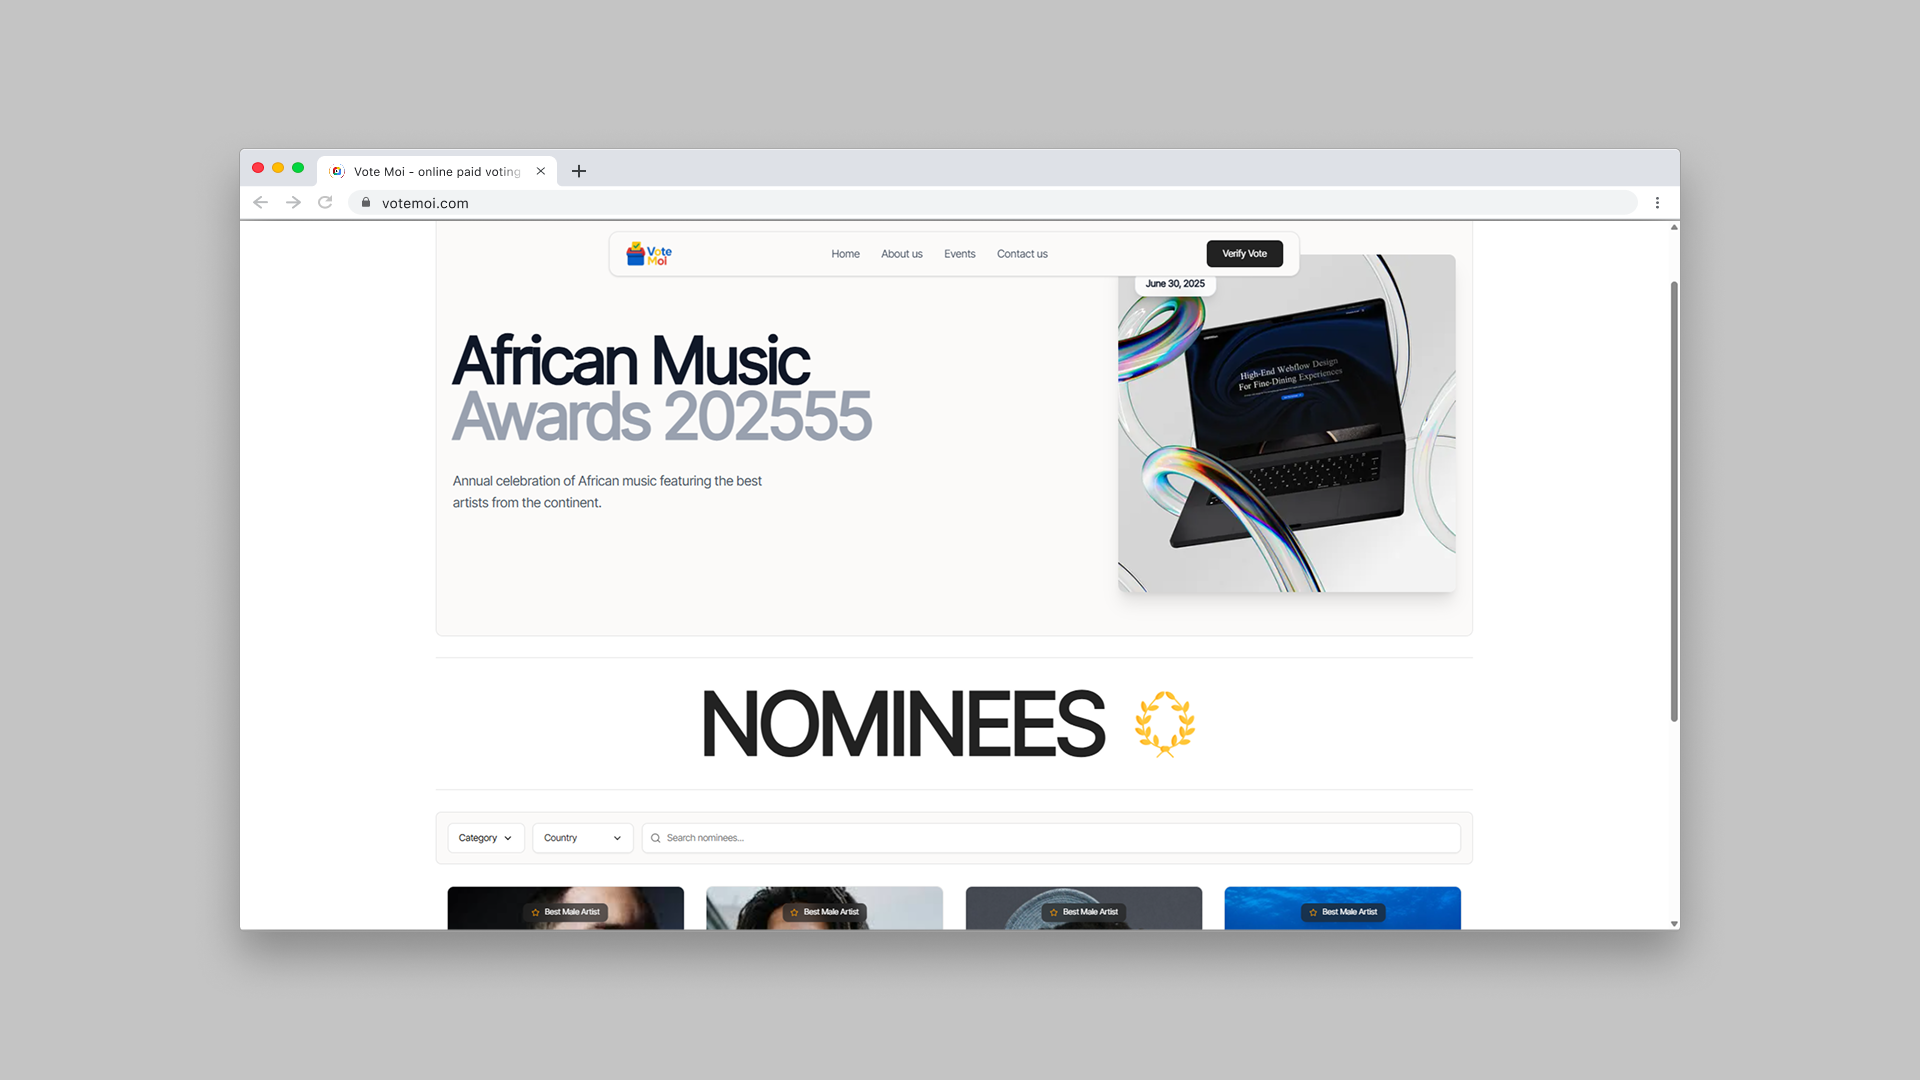 Vote Moi - online paid voting
votemoi.com
Vote
Moi
Home
About us
Events
Contact us
Verify Vote
June 30, 2025
African Music
Awards 202555
Annual celebration of African music featuring the best
artists from the continent.
High-End Webflow Design
For Fine-Dining Experiences
NOMINEES
Category
Country
Search nominees...
Best Male Artist
Best Male Artist
Best Male Artist
Best Male Artist